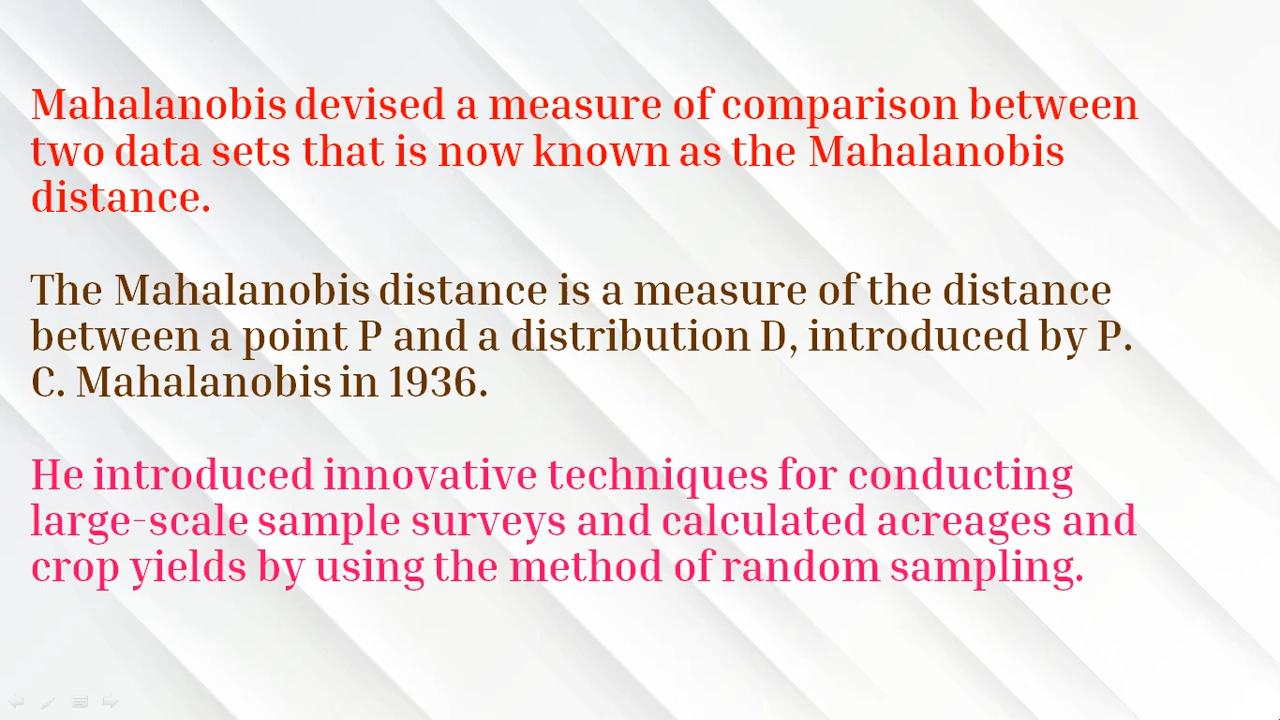 Mahalanobis devised a measure of comparison between
two data sets that is now known as the Mahalanobis
distance.
The Mahalanobis distance is a measure of the distance
between a point P and a distribution D, introduced by P.
C. Mahalanobis in 1936.
He introduced innovative techniques for conducting
large-scale sample surveys and calculated acreages and
crop yields by using the method of random sampling.